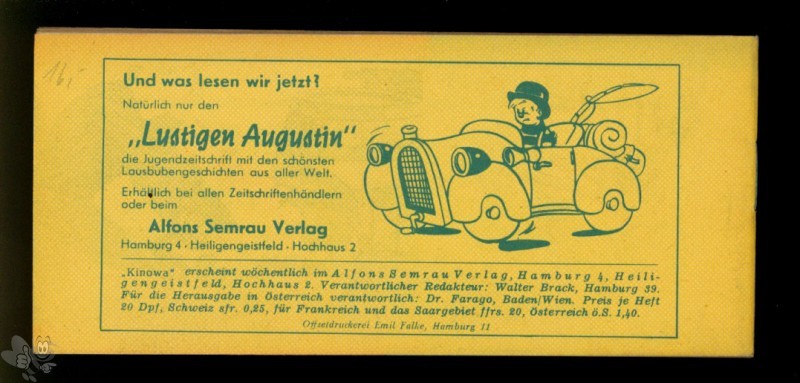 16,-
Und was lesen wir jetzt?
Natürlich nur den
„Lustigen Augustin"
die Jugendzeitschrift mit den schönsten
Lausbubengeschichten aus aller Welt.
Erhältlich bei allen Zeitschriftenhändlern
oder beim
Alfons Semrau Verlag
Hamburg 4 · Heiligengeistfeld · Hochhaus 2
„Kinowa" erscheint wöchentlich im Alfons Semrau Verlag, Hamburg 4, Heili-
gengeistfeld, Hochhaus 2. Verantwortlicher Redakteur: Walter Brack, Hamburg 39.
Für die Herausgabe in Österreich verantwortlich: Dr. Farago, Baden/Wien. Preis je Heft
20 Dpf, Schweiz sfr. 0,25, für Frankreich und das Saargebiet ffrs. 20, Österreich ö.S. 1,40.
Offsetdruckerei Emil Falke, Hamburg 11